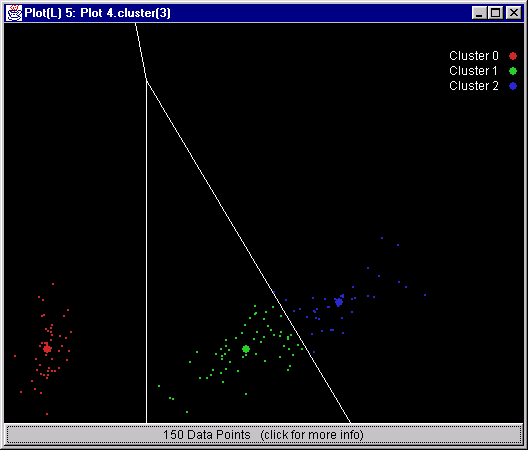 Plot(L) 5: Plot 4.cluster(3)
Cluster 0
Cluster 1
Cluster 2
150 Data Points (click for more info)